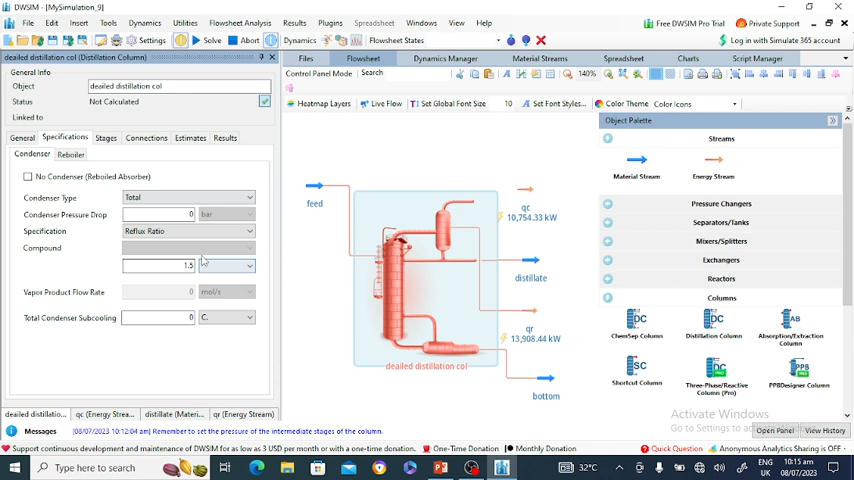 DWSIM - [MySimulation_9]
File Edit Insert Tools Dynamics Utilities Flowsheet Analysis Results Plugins Spreadsheet Windows View Help Free DWSIM Pro Trial Private Support
Settings Solve Abort Dynamics Flowsheet States Log in with Simulate 365 account
deailed distillation col (Distillation Column)
Files Flowsheet Dynamics Manager Material Streams Spreadsheet Charts Script Manager
General Info
Control Panel Mode Search 140%
Object deailed distillation col
Status Not Calculated
Linked to
Heatmap Layers Live Flow Set Global Font Size 10 Set Font Styles... Color Theme Color Icons
General Specifications Stages Connections Estimates Results
Condenser Reboiler
No Condenser (Reboiled Absorber)
Condenser Type Total
Condenser Pressure Drop 0 bar
Specification Reflux Ratio
Compound
1.5
Vapor Product Flow Rate 0 mol/s
Total Condenser Subcooling 0 C.
feed
qc
10,754.33 kW
distillate
qr
13,908.44 kW
deailed distillation col
bottom
Object Palette
Streams
Material Stream Energy Stream
Pressure Changers
Separators/Tanks
Mixers/Splitters
Exchangers
Reactors
Columns
ChemSep Column Distillation Column Absorption/Extraction Column
Shortcut Column Three-Phase/Reactive Column (Pro) PPBDesigner Column
Activate Windows
Go to Settings to
Open Panel View History
deailed distillatio... qc (Energy Strea... distillate (Materi... qr (Energy Stream)
Messages [08/07/2023 10:12:04 am] Remember to set the pressure of the intermediate stages of the column.
Support continuous development and maintenance of DWSIM for as low as 3 USD per month or with a one-time donation. One-Time Donation Monthly Donation Quick Question Anonymous Analytics Sharing is OFF
Type here to search 32°C ENG UK 10:15 am 08/07/2023